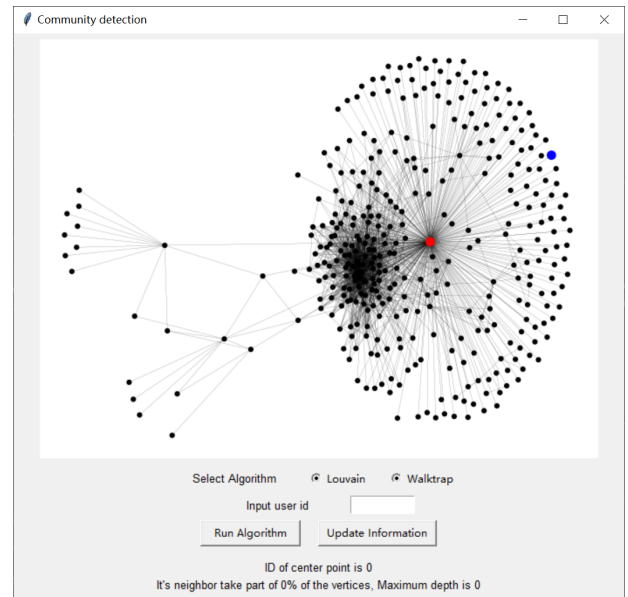 Community detection
Select Algorithm Louvain Walktrap
Input user id
Run Algorithm Update Information
ID of center point is 0
It's neighbor take part of 0% of the vertices, Maximum depth is 0